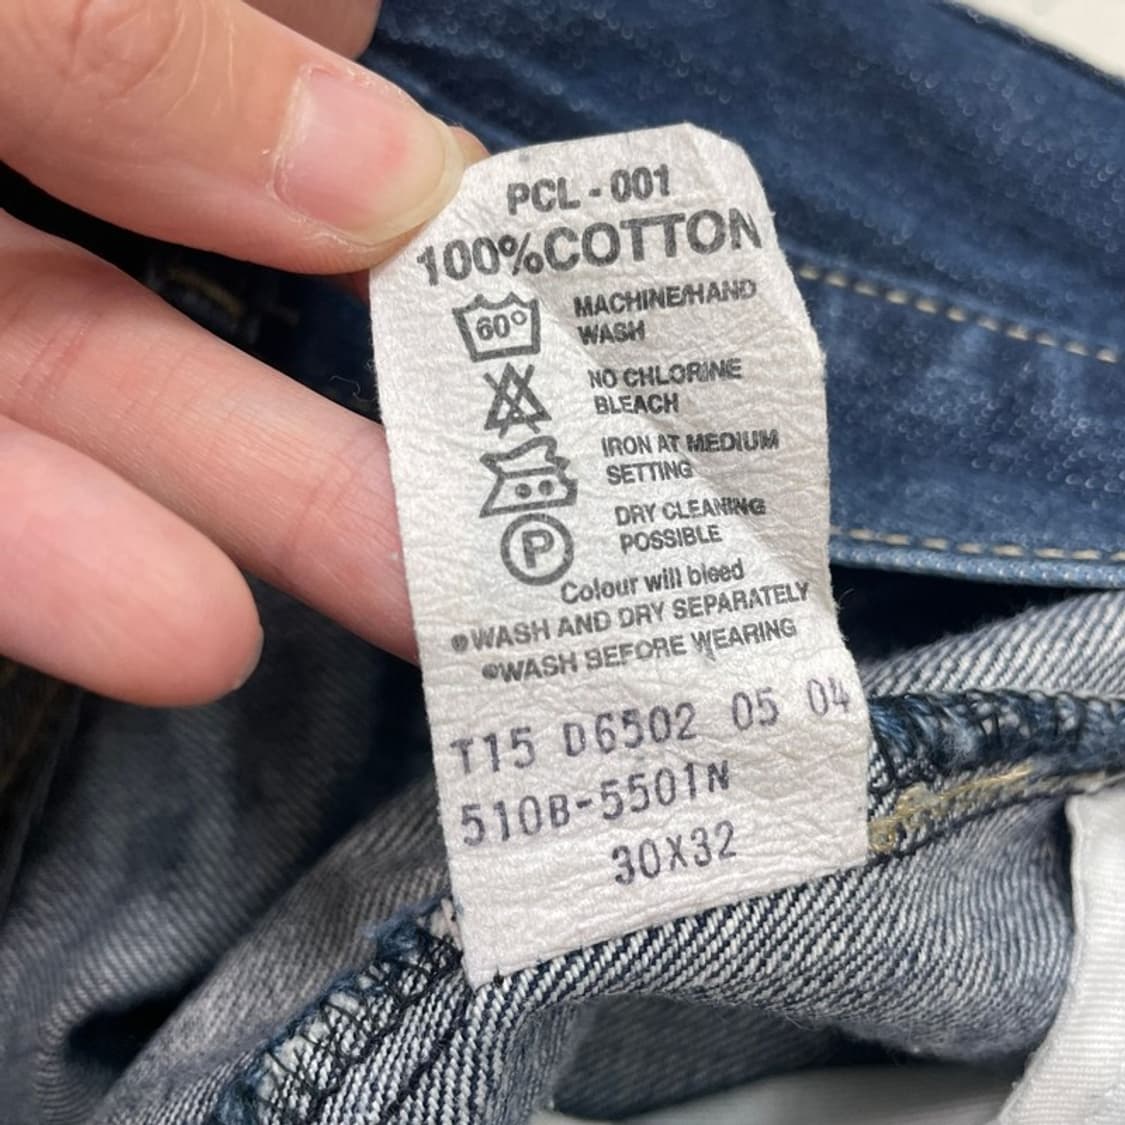 PCL - 001
100%COTTON
60°
MACHINE/HAND
WASH
NO CHLORINE
BLEACH
IRON AT MEDIUM
SETTING
DRY CLEANING
POSSIBLE
P
Colour will bleed
WASH AND DRY SEPARATELY
WASH BEFORE WEARING
T15 D6502 05 04
510B-5501N
30X32